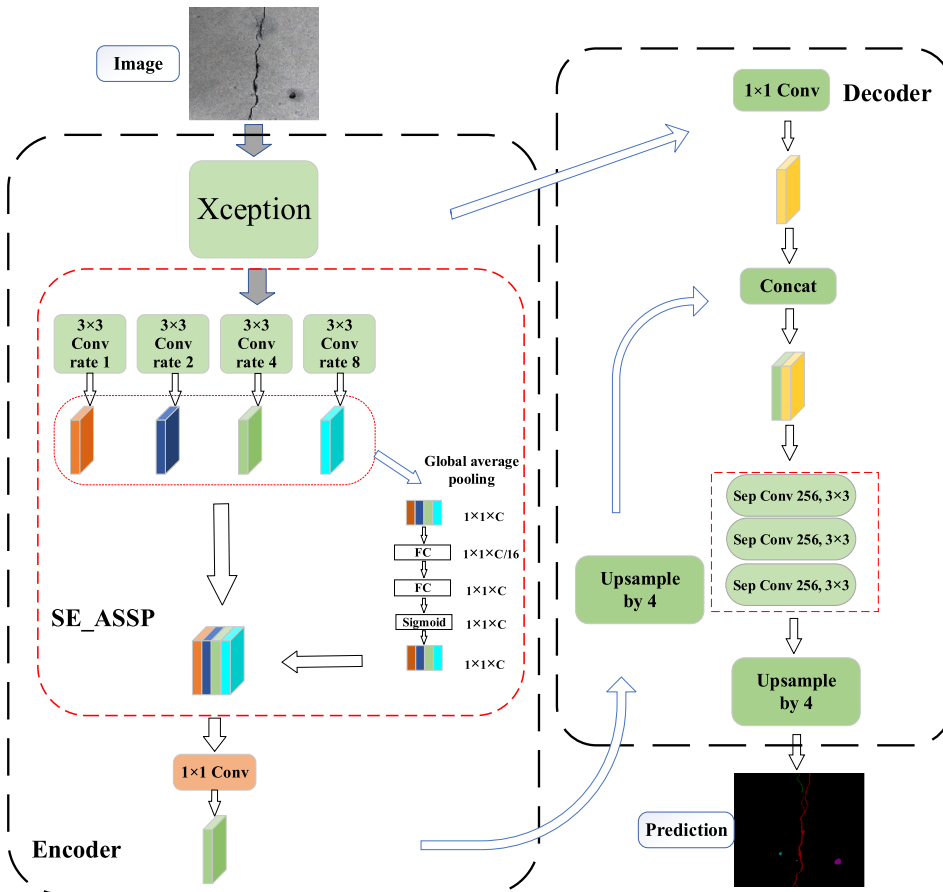 Image
Xception
3×3
Conv
rate 1
3×3
Conv
rate 2
3×3
Conv
rate 4
3×3
Conv
rate 8
Global average
pooling
1×1×C
FC
1×1×C/16
FC
1×1×C
Sigmoid
1×1×C
1×1×C
SE_ASSP
1×1 Conv
Encoder
Decoder
1×1 Conv
Concat
Sep Conv 256, 3×3
Sep Conv 256, 3×3
Sep Conv 256, 3×3
Upsample
by 4
Upsample
by 4
Prediction